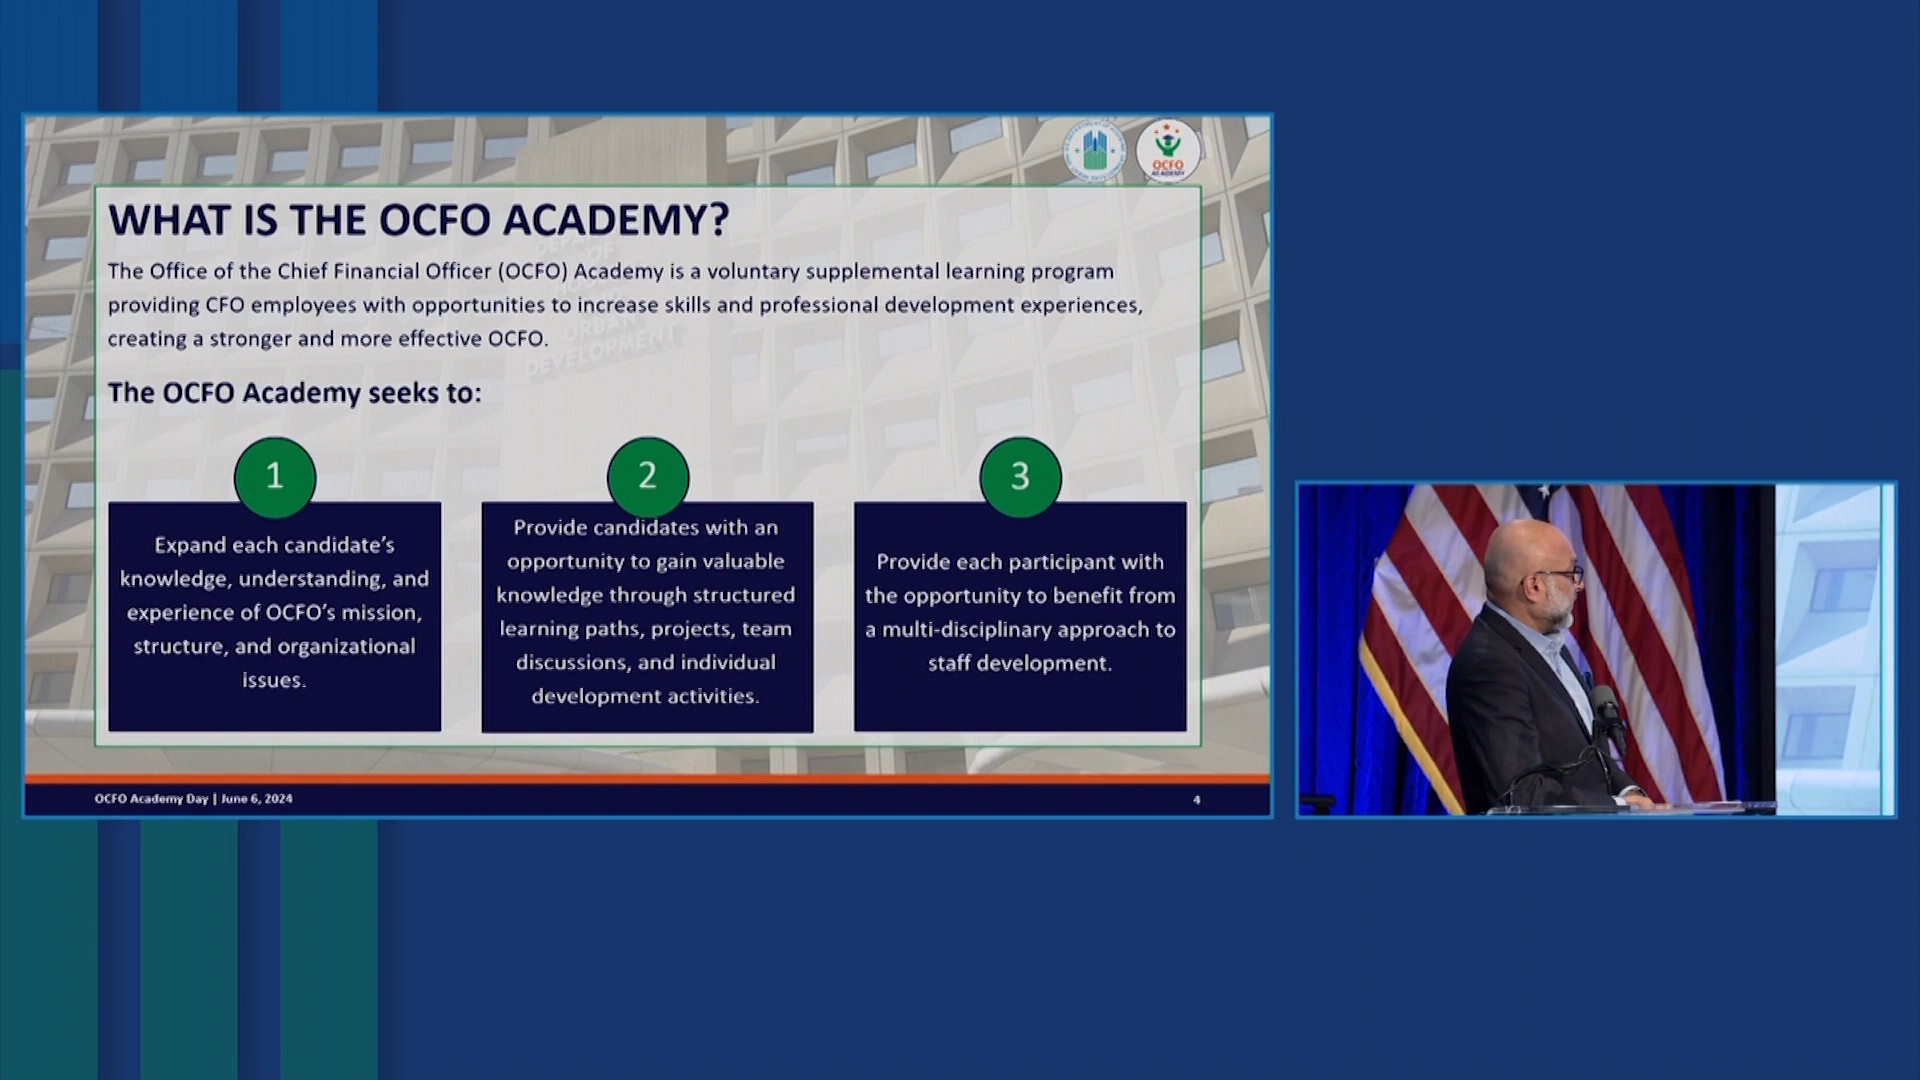 OCFO
ACADEMY
WHAT IS THE OCFO ACADEMY?
The Office of the Chief Financial Officer (OCFO) Academy is a voluntary supplemental learning program
providing CFO employees with opportunities to increase skills and professional development experiences,
creating a stronger and more effective OCFO.
The OCFO Academy seeks to:
1
Expand each candidate’s
knowledge, understanding, and
experience of OCFO’s mission,
structure, and organizational
issues.
2
Provide candidates with an
opportunity to gain valuable
knowledge through structured
learning paths, projects, team
discussions, and individual
development activities.
3
Provide each participant with
the opportunity to benefit from
a multi-disciplinary approach to
staff development.
OCFO Academy Day | June 6, 2024
4